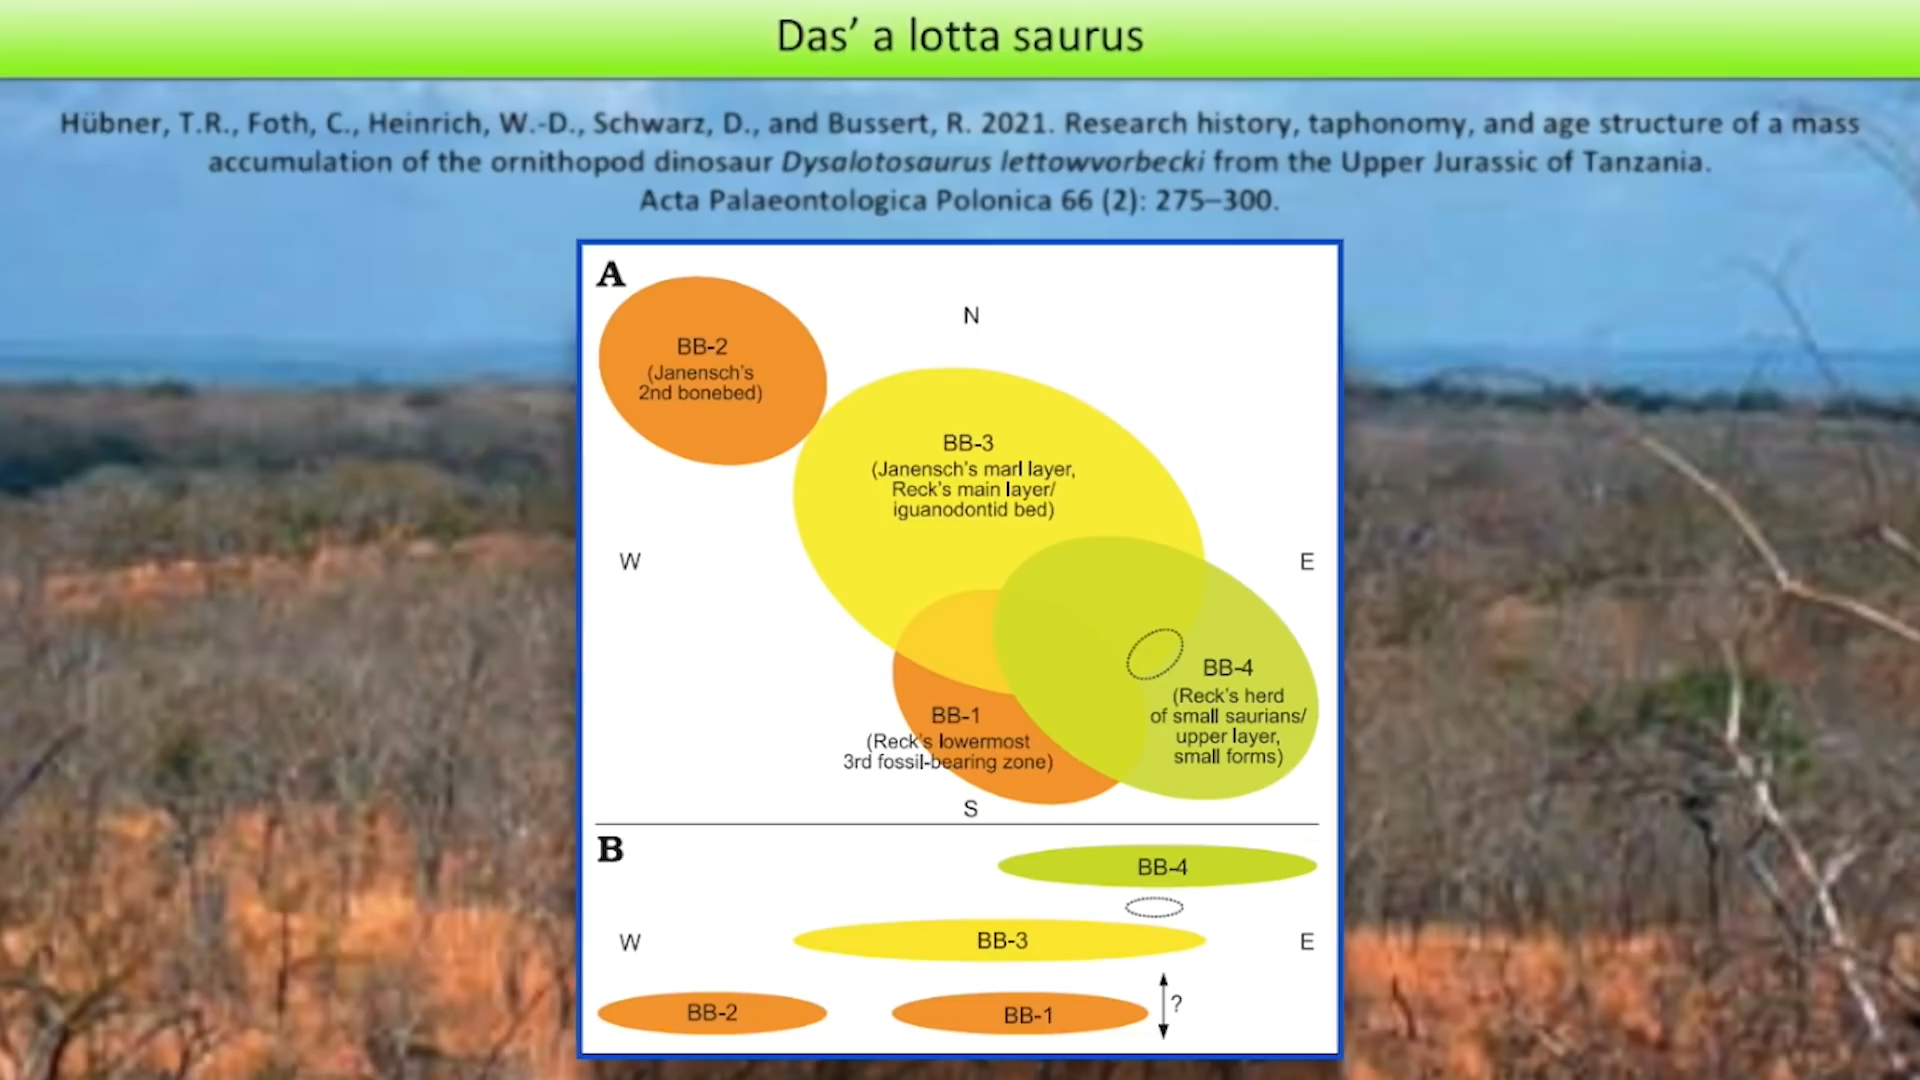 Das’ a lotta saurus
Hübner, T.R., Foth, C., Heinrich, W.-D., Schwarz, D., and Bussert, R. 2021. Research history, taphonomy, and age structure of a mass
accumulation of the ornithopod dinosaur Dysalotosaurus lettowvorbecki from the Upper Jurassic of Tanzania.
Acta Palaeontologica Polonica 66 (2): 275–300.
A
N
BB-2
(Janensch’s
2nd bonebed)
BB-3
(Janensch’s marl layer,
Reck’s main layer/
iguanodontid bed)
W
E
BB-4
(Reck’s herd
of small saurians/
upper layer,
small forms)
BB-1
(Reck’s lowermost
3rd fossil-bearing zone)
S
B
BB-4
W
BB-3
E
BB-2
BB-1
?